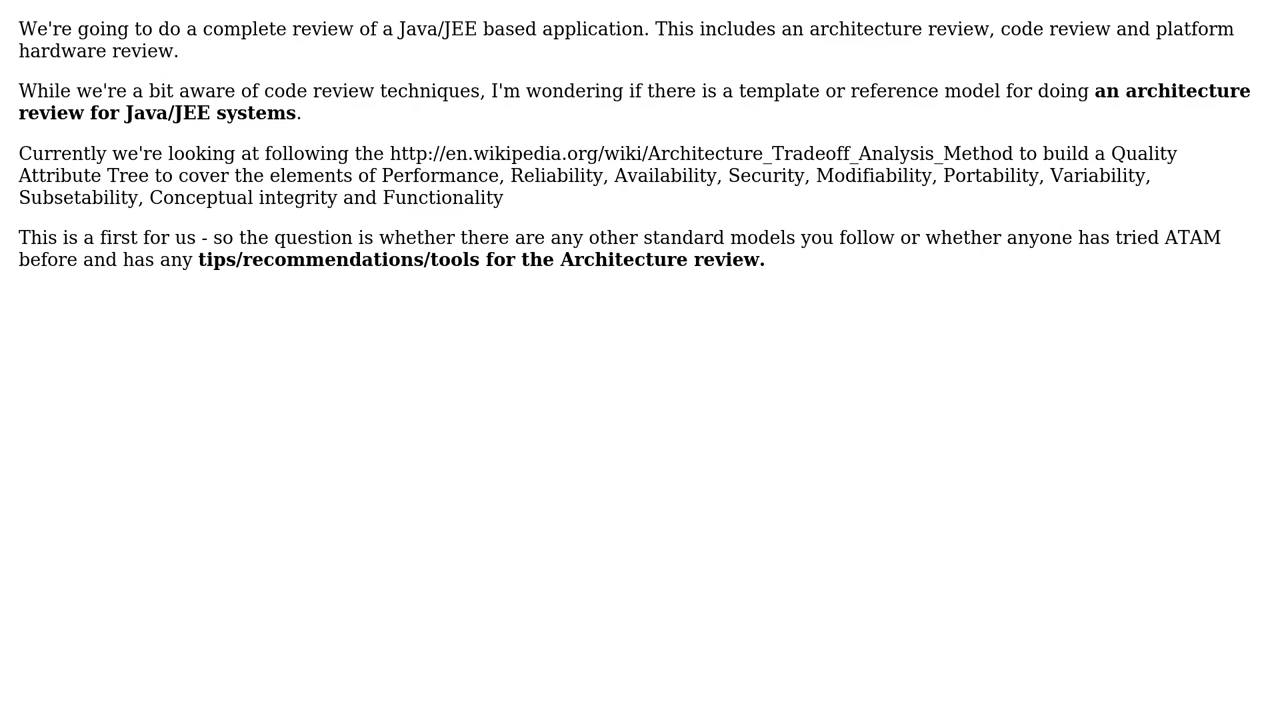 We're going to do a complete review of a Java/JEE based application. This includes an architecture review, code review and platform
hardware review.
While we're a bit aware of code review techniques, I'm wondering if there is a template or reference model for doing an architecture
review for Java/JEE systems.
Currently we're looking at following the http://en.wikipedia.org/wiki/Architecture_Tradeoff_Analysis_Method to build a Quality
Attribute Tree to cover the elements of Performance, Reliability, Availability, Security, Modifiability, Portability, Variability,
Subsetability, Conceptual integrity and Functionality
This is a first for us - so the question is whether there are any other standard models you follow or whether anyone has tried ATAM
before and has any tips/recommendations/tools for the Architecture review.